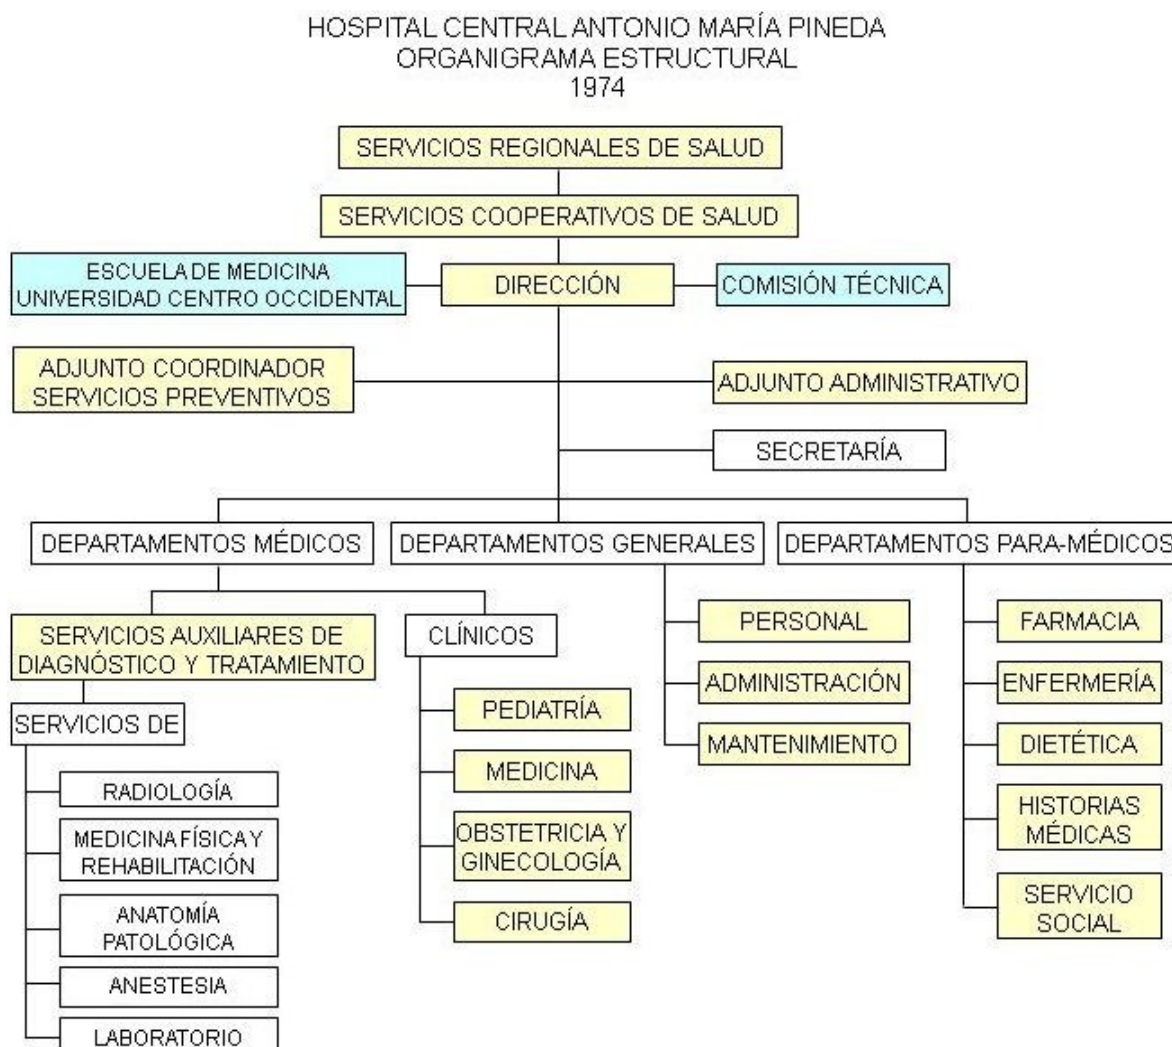 HOSPITAL CENTRAL ANTONIO MARÍA PINEDA
ORGANIGRAMA ESTRUCTURAL
1974
SERVICIOS REGIONALES DE SALUD
SERVICIOS COOPERATIVOS DE SALUD
ESCUELA DE MEDICINA
UNIVERSIDAD CENTRO OCCIDENTAL
DIRECCIÓN
COMISIÓN TÉCNICA
ADJUNTO COORDINADOR
SERVICIOS PREVENTIVOS
ADJUNTO ADMINISTRATIVO
SECRETARÍA
DEPARTAMENTOS MÉDICOS
DEPARTAMENTOS GENERALES
DEPARTAMENTOS PARA-MÉDICOS
SERVICIOS AUXILIARES DE
DIAGNÓSTICO Y TRATAMIENTO
SERVICIOS DE
RADIOLOGÍA
MEDICINA FÍSICA Y
REHABILITACIÓN
ANATOMÍA
PATOLÓGICA
ANESTESIA
LABORATORIO
CLÍNICOS
PEDIATRÍA
MEDICINA
OBSTETRICIA Y
GINECOLOGÍA
CIRUGÍA
PERSONAL
ADMINISTRACIÓN
MANTENIMIENTO
FARMACIA
ENFERMERÍA
DIETÉTICA
HISTORIAS
MÉDICAS
SERVICIO
SOCIAL